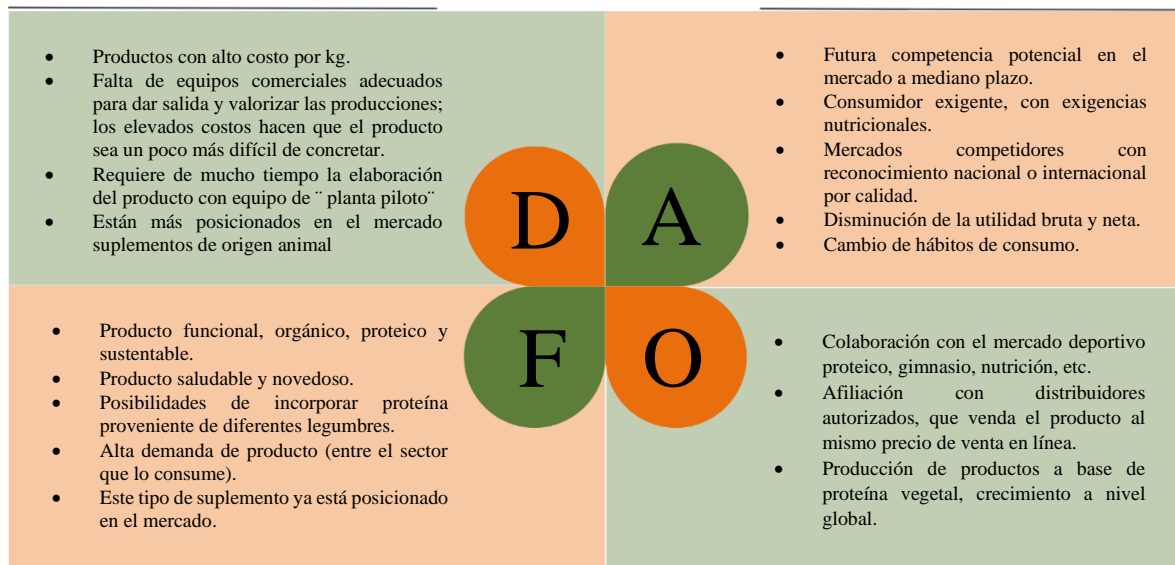 • Productos con alto costo por kg.
• Falta de equipos comerciales adecuados
para dar salida y valorizar las producciones;
los elevados costos hacen que el producto
sea un poco más difícil de concretar.
• Requiere de mucho tiempo la elaboración
del producto con equipo de ¨ planta piloto¨
• Están más posicionados en el mercado
suplementos de origen animal
• Futura competencia potencial en el
mercado a mediano plazo.
• Consumidor exigente, con exigencias
nutricionales.
• Mercados competidores con
reconocimiento nacional o internacional
por calidad.
• Disminución de la utilidad bruta y neta.
• Cambio de hábitos de consumo.
D A
F O
• Producto funcional, orgánico, proteico y
sustentable.
• Producto saludable y novedoso.
• Posibilidades de incorporar proteína
proveniente de diferentes legumbres.
• Alta demanda de producto (entre el sector
que lo consume).
• Este tipo de suplemento ya está posicionado
en el mercado.
• Colaboración con el mercado deportivo
proteico, gimnasio, nutrición, etc.
• Afiliación con distribuidores
autorizados, que venda el producto al
mismo precio de venta en línea.
• Producción de productos a base de
proteína vegetal, crecimiento a nivel
global.